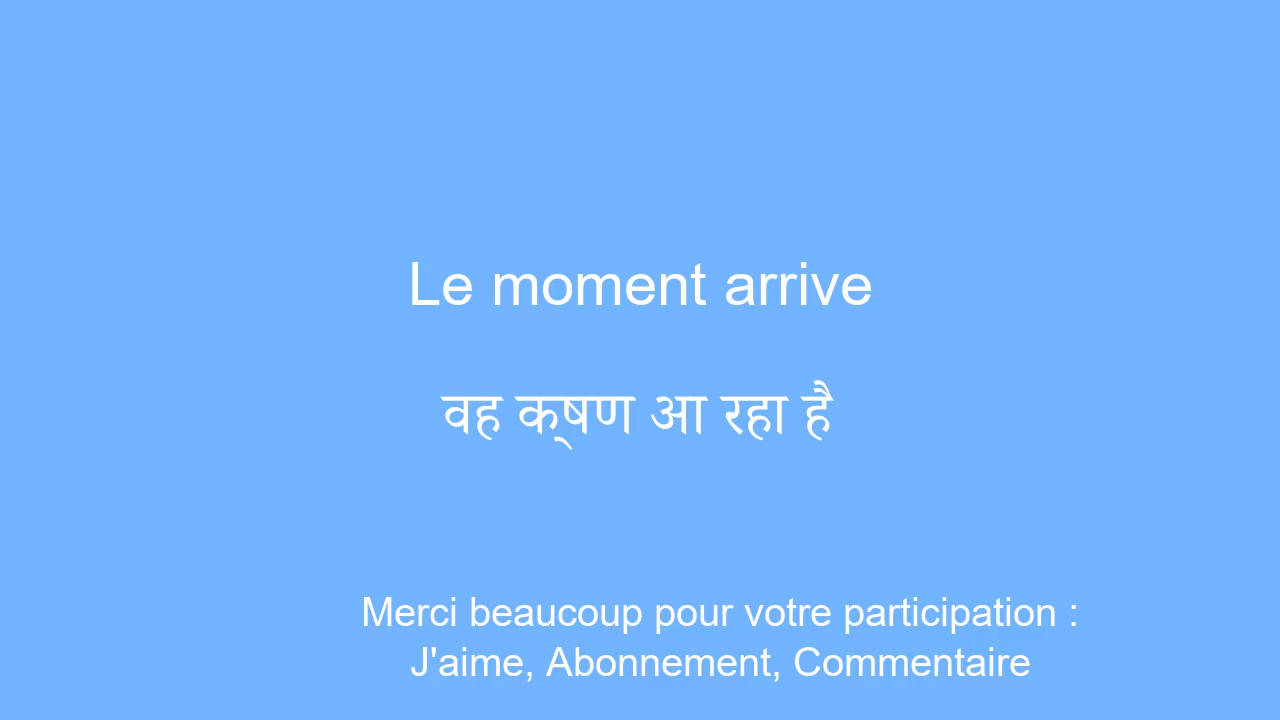 Le moment arrive
वह क्षण आ रहा है
Merci beaucoup pour votre participation :
J'aime, Abonnement, Commentaire